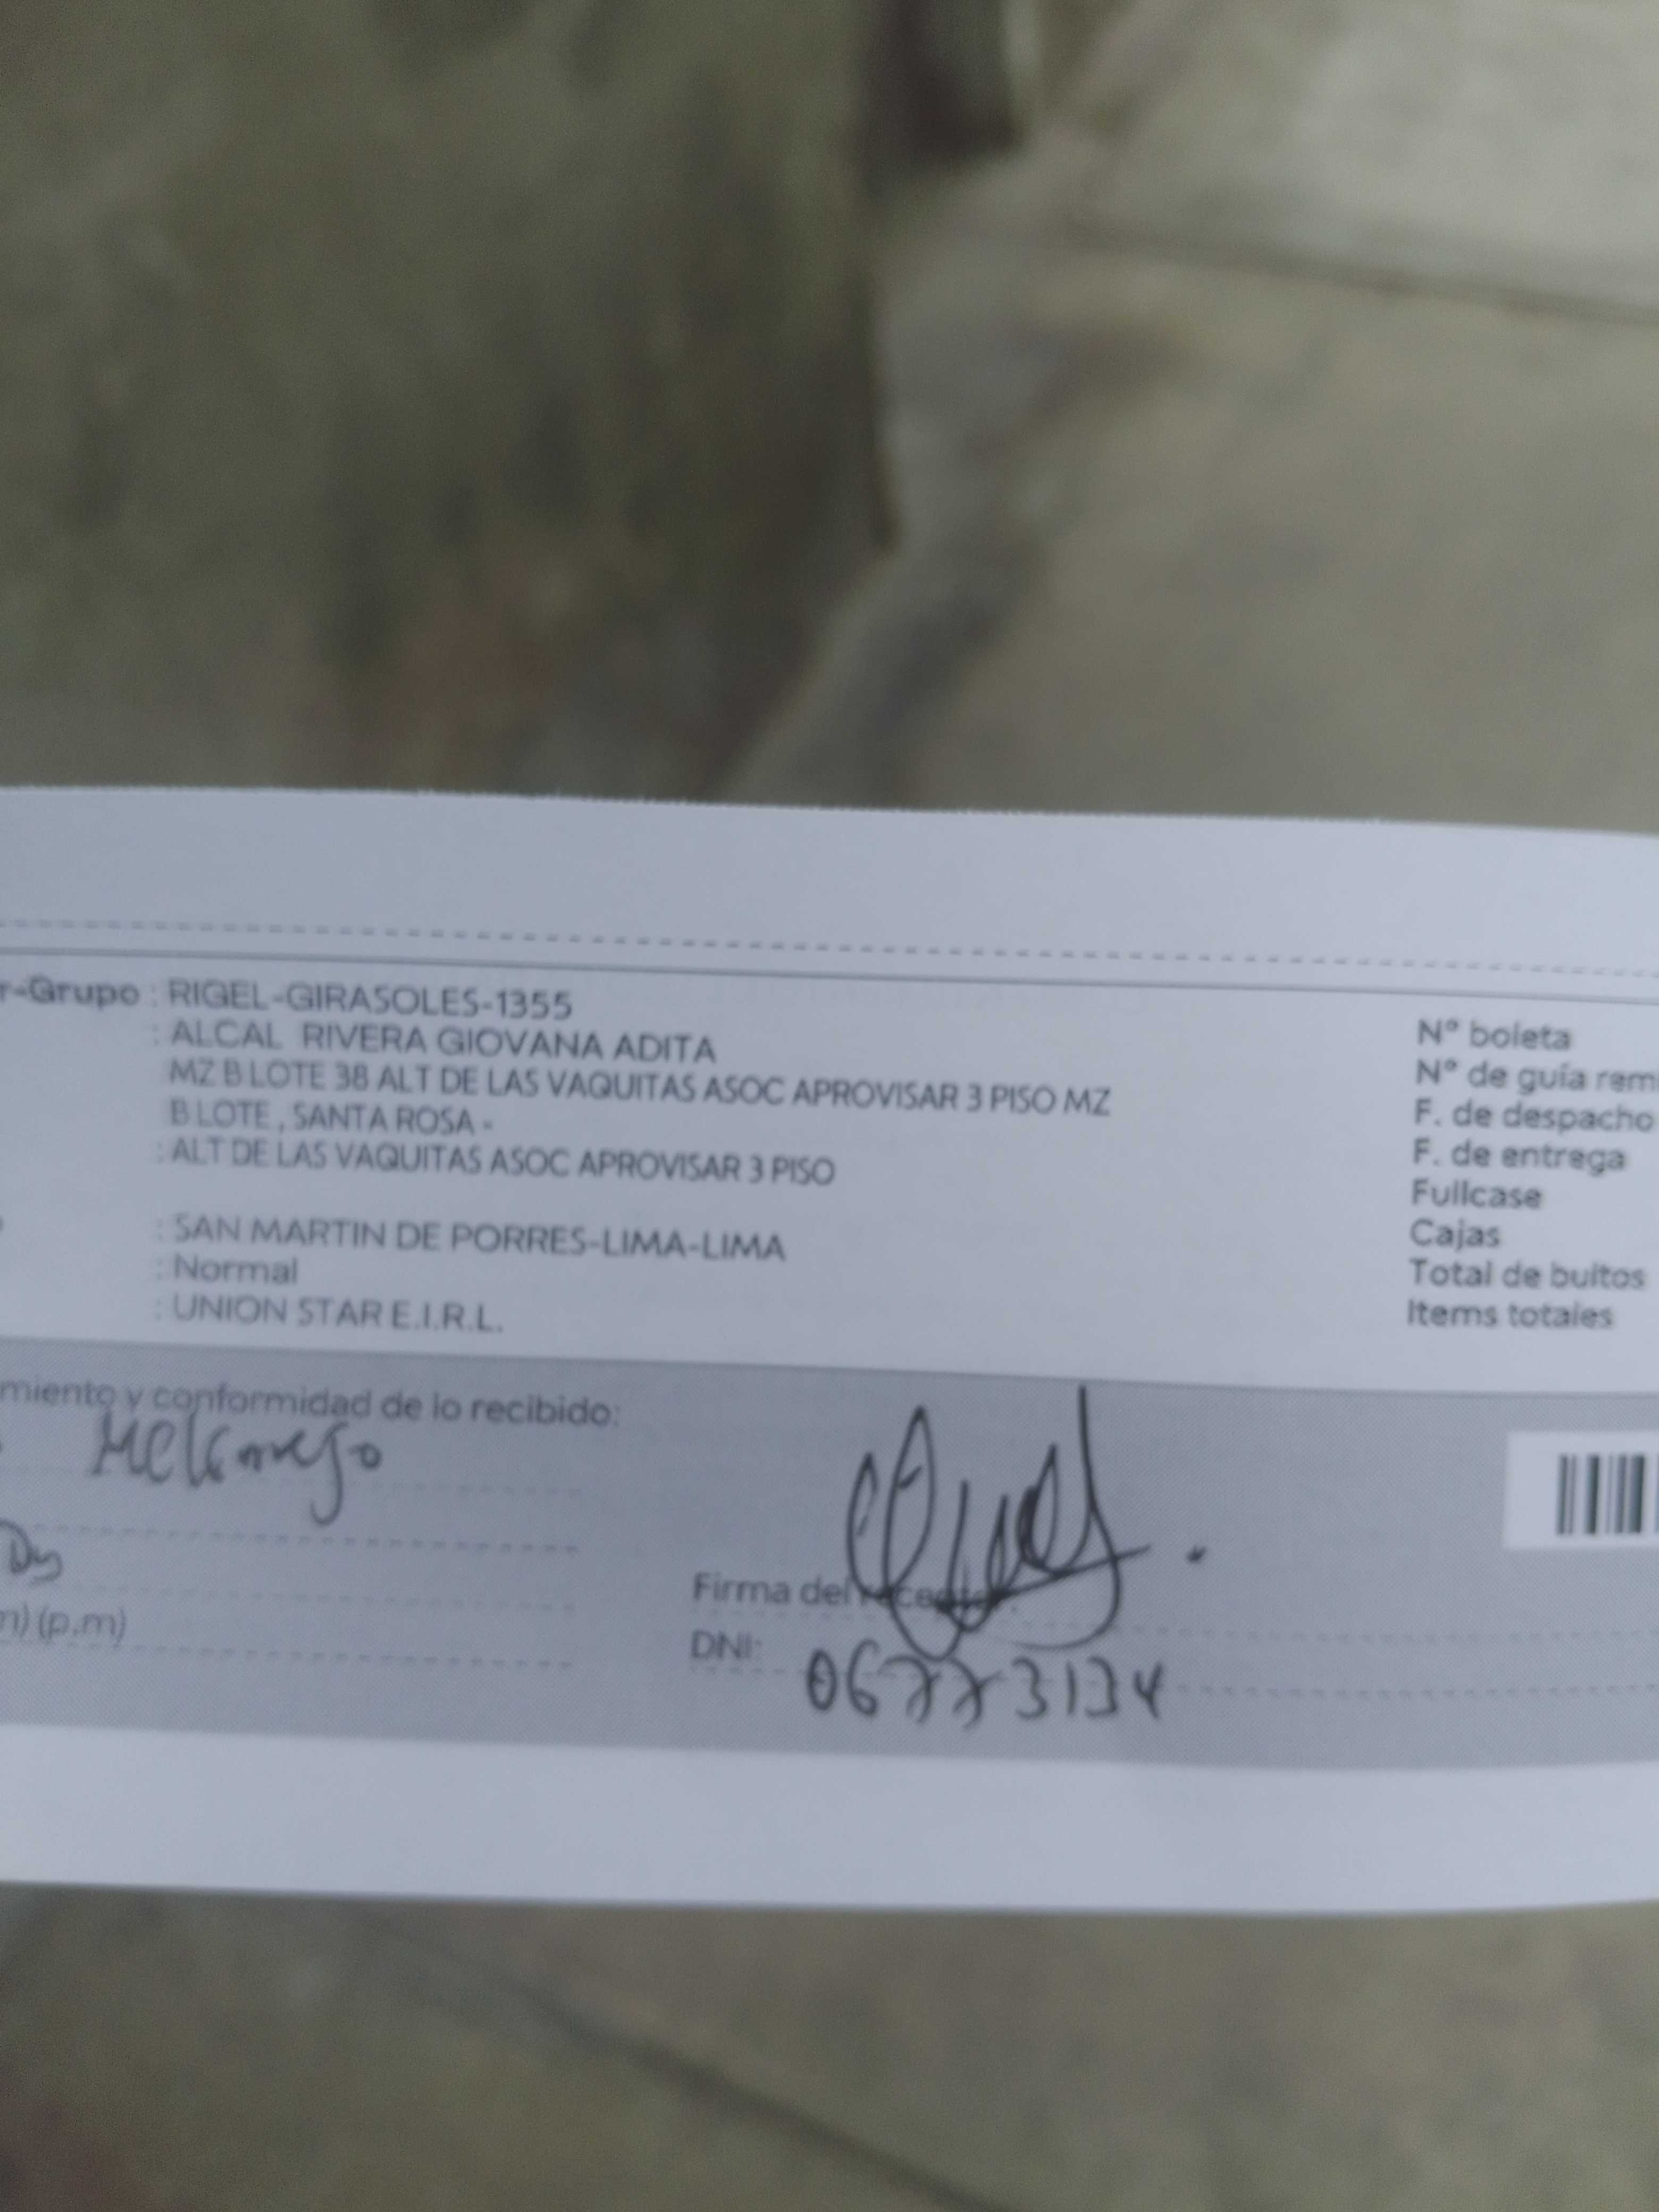 r-Grupo : RIGEL-GIRASOLES-1355
: ALCAL RIVERA GIOVANA ADITA
MZ B LOTE 38 ALT DE LAS VAQUITAS ASOC APROVISAR 3 PISO MZ
B LOTE , SANTA ROSA -
: ALT DE LAS VAQUITAS ASOC APROVISAR 3 PISO
: SAN MARTIN DE PORRES-LIMA-LIMA
: Normal
: UNION STAR E.I.R.L.
N° boleta
N° de guía remi
F. de despacho
F. de entrega
Fullcase
Cajas
Total de bultos
Items totales
miento y conformidad de lo recibido:
m) (p.m)
Firma del receptor:
DNI: 06773134